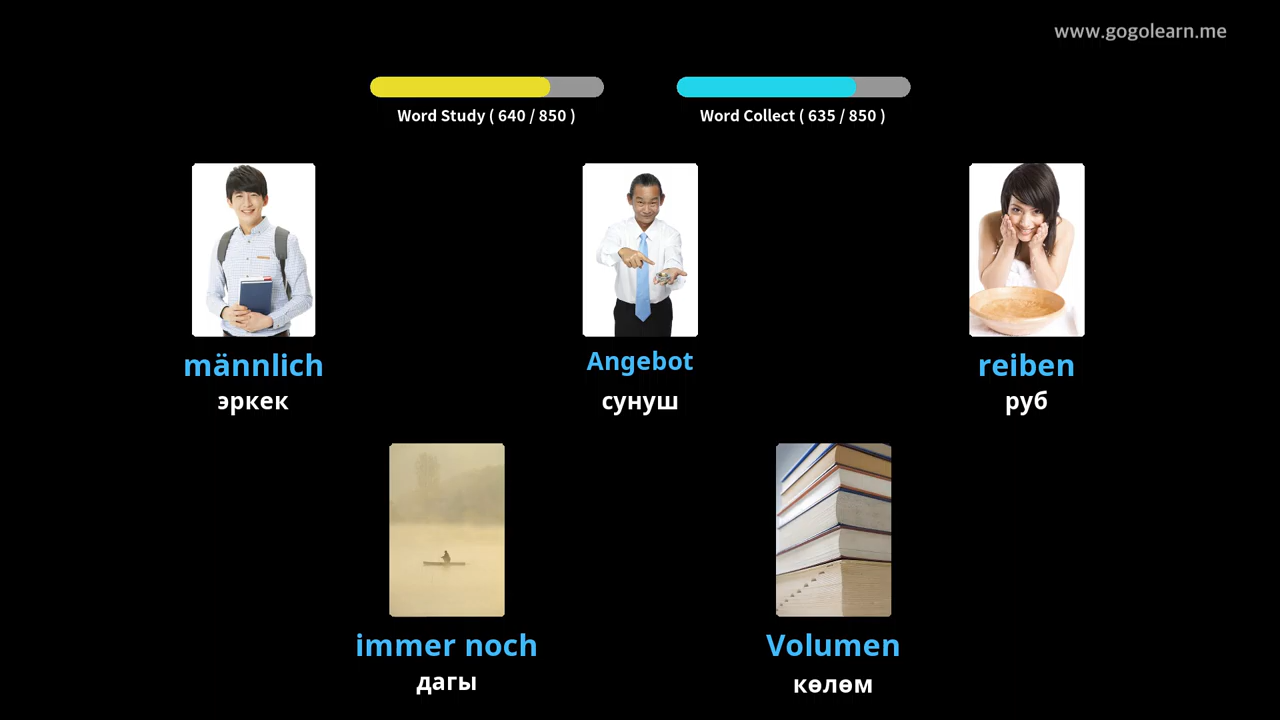 www.gogolearn.me
Word Study ( 640 / 850 )
Word Collect ( 635 / 850 )
männlich
эркек
Angebot
сунуш
reiben
руб
immer noch
дагы
Volumen
көлөм